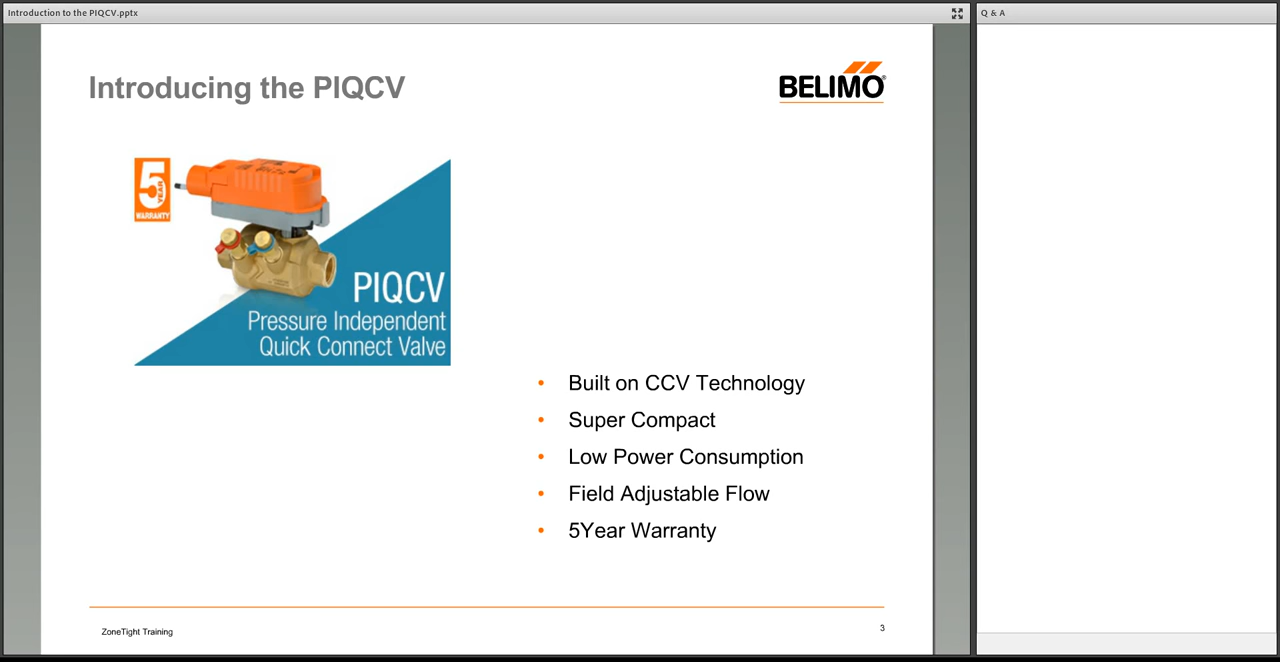 Introduction to the PIQCV.pptx
Q & A
Introducing the PIQCV
BELIMO®
5
YEAR
WARRANTY
PIQCV
Pressure Independent
Quick Connect Valve
• Built on CCV Technology
• Super Compact
• Low Power Consumption
• Field Adjustable Flow
• 5Year Warranty
ZoneTight Training
3